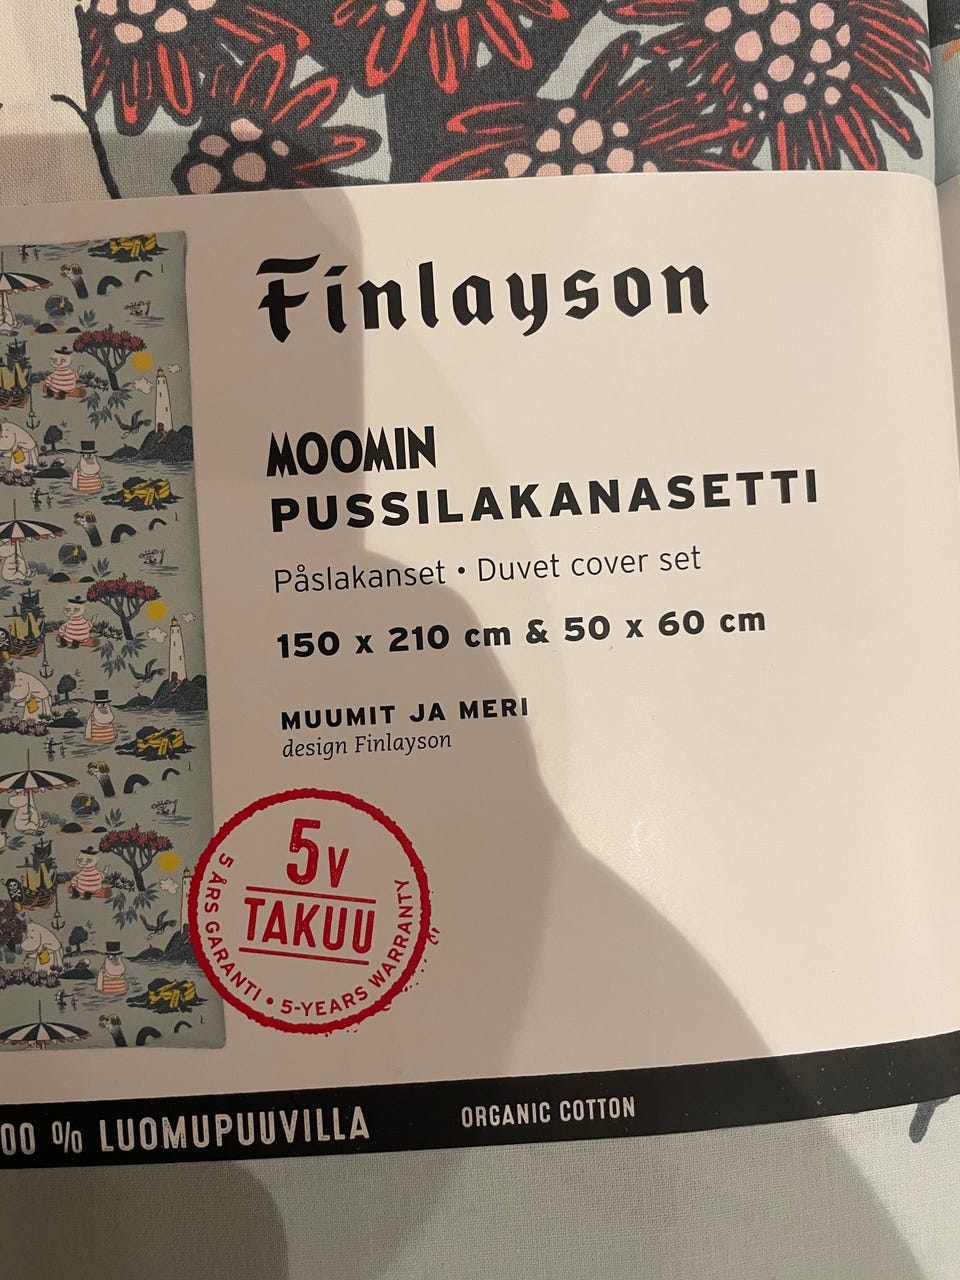 Finlayson
MOOMIN
PUSSILAKANASETTI
Påslakanset • Duvet cover set
150 x 210 cm & 50 x 60 cm
MUUMIT JA MERI
design Finlayson
5V
TAKUU
5 ÅRS GARANTI • 5-YEARS WARRANTY
00 % LUOMUPUUVILLA ORGANIC COTTON